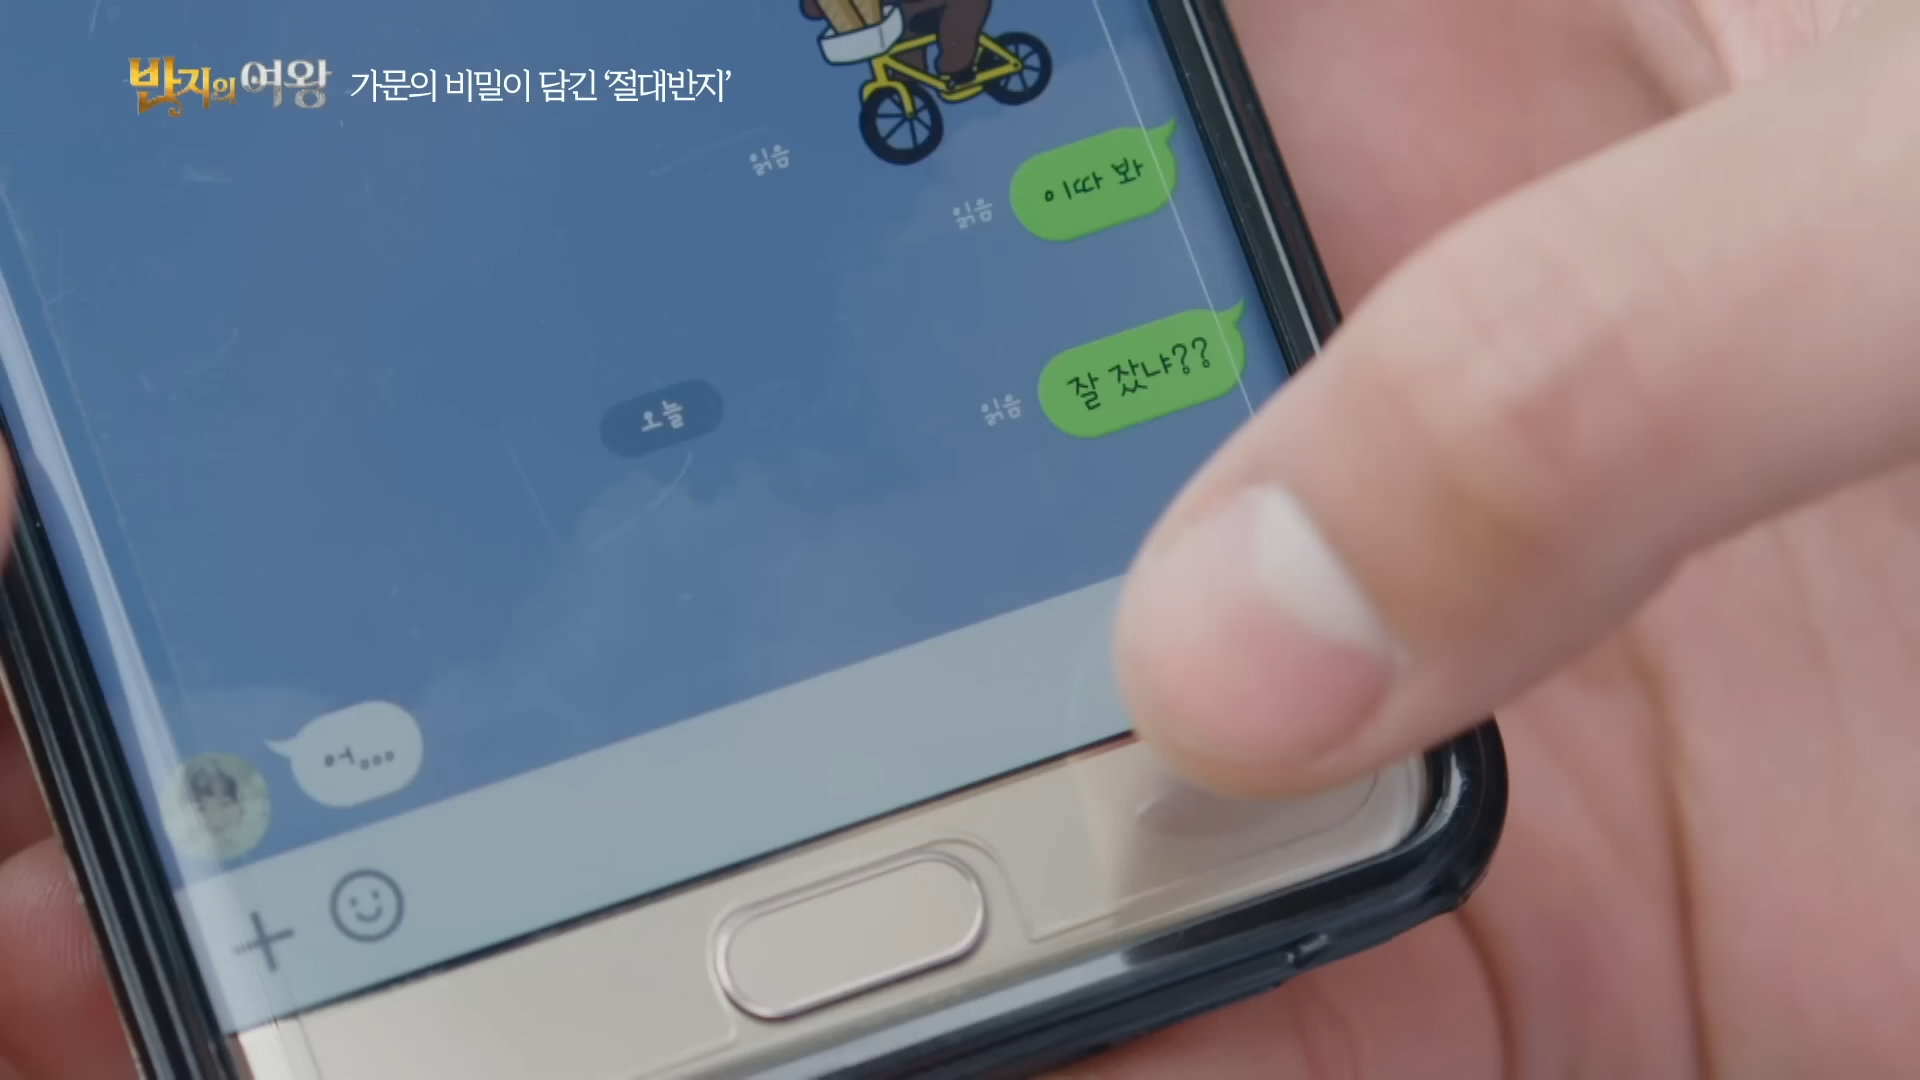 반지의 여왕 가문의 비밀이 담긴 '절대반지'
읽음
읽음 이따 봐
읽음 잘 잤냐??
오늘
어...